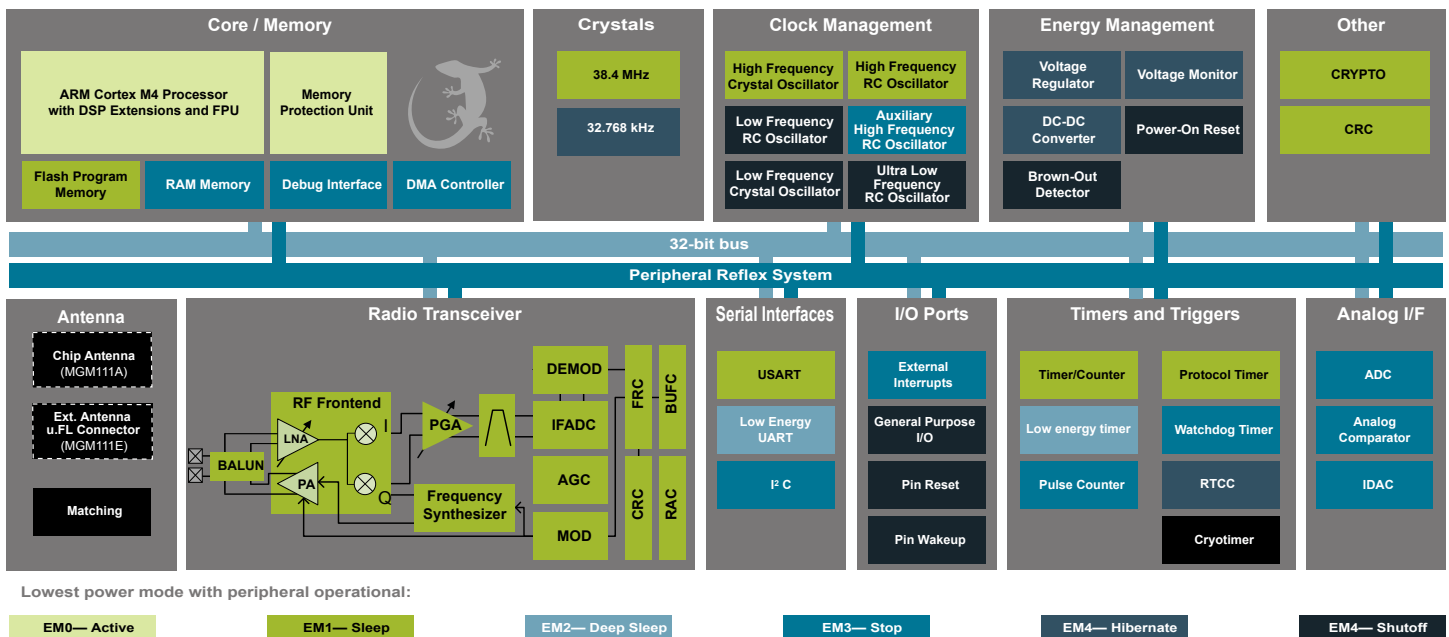 Core / Memory
ARM Cortex M4 Processor
with DSP Extensions and FPU
Memory
Protection Unit
Flash Program
Memory
RAM Memory
Debug Interface
DMA Controller
Crystals
38.4 MHz
32.768 kHz
Clock Management
High Frequency
Crystal Oscillator
High Frequency
RC Oscillator
Low Frequency
RC Oscillator
Auxiliary
High Frequency
RC Oscillator
Low Frequency
Crystal Oscillator
Ultra Low
Frequency
RC Oscillator
Energy Management
Voltage
Regulator
Voltage Monitor
DC-DC
Converter
Power-On Reset
Brown-Out
Detector
Other
CRYPTO
CRC
32-bit bus
Peripheral Reflex System
Antenna
Chip Antenna
(MGM111A)
Ext. Antenna
u.FL Connector
(MGM111E)
Matching
Radio Transceiver
RF Frontend
LNA
I
BALUN
PA
Q
PGA
Frequency
Synthesizer
DEMOD
IFADC
AGC
MOD
FRC
BUFC
CRC
RAC
Serial Interfaces
USART
Low Energy
UART
I² C
I/O Ports
External
Interrupts
General Purpose
I/O
Pin Reset
Pin Wakeup
Timers and Triggers
Timer/Counter
Protocol Timer
Low energy timer
Watchdog Timer
Pulse Counter
RTCC
Cryotimer
Analog I/F
ADC
Analog
Comparator
IDAC
Lowest power mode with peripheral operational:
EM0— Active
EM1— Sleep
EM2— Deep Sleep
EM3— Stop
EM4— Hibernate
EM4— Shutoff